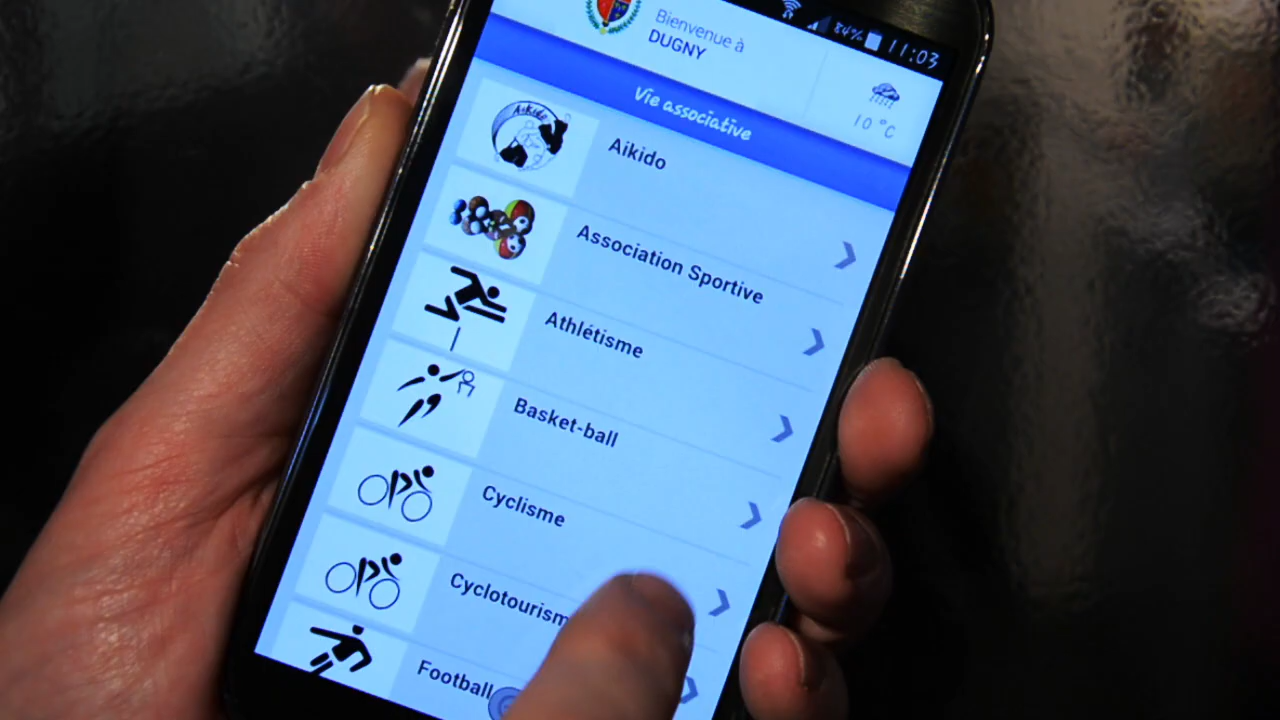 84% 11:03
Bienvenue à
DUGNY
10 °C
Vie associative
Aikido
Aikido
Association Sportive
Athlétisme
Basket-ball
Cyclisme
Cyclotourism
Football